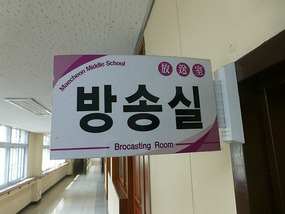 Maecheon Middle School
放送室
방송실
Brocasting Room